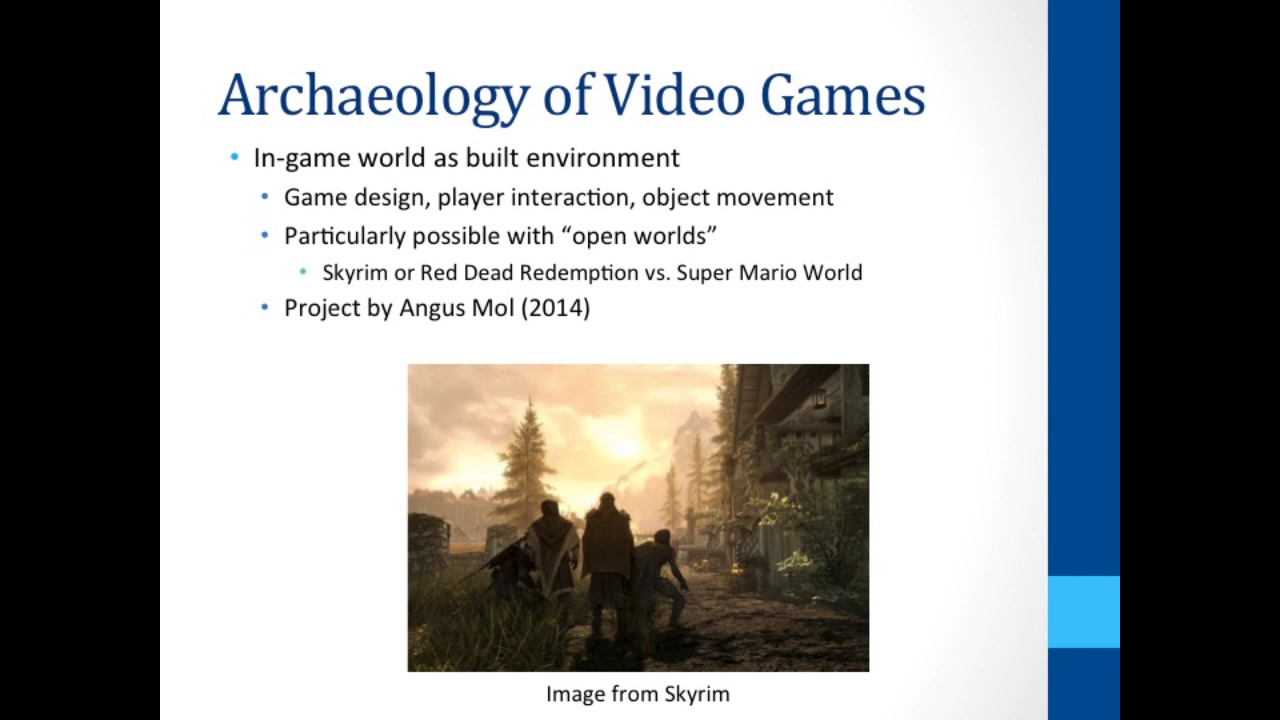 Archaeology of Video Games
• In-game world as built environment
• Game design, player interaction, object movement
• Particularly possible with “open worlds”
• Skyrim or Red Dead Redemption vs. Super Mario World
• Project by Angus Mol (2014)
Image from Skyrim